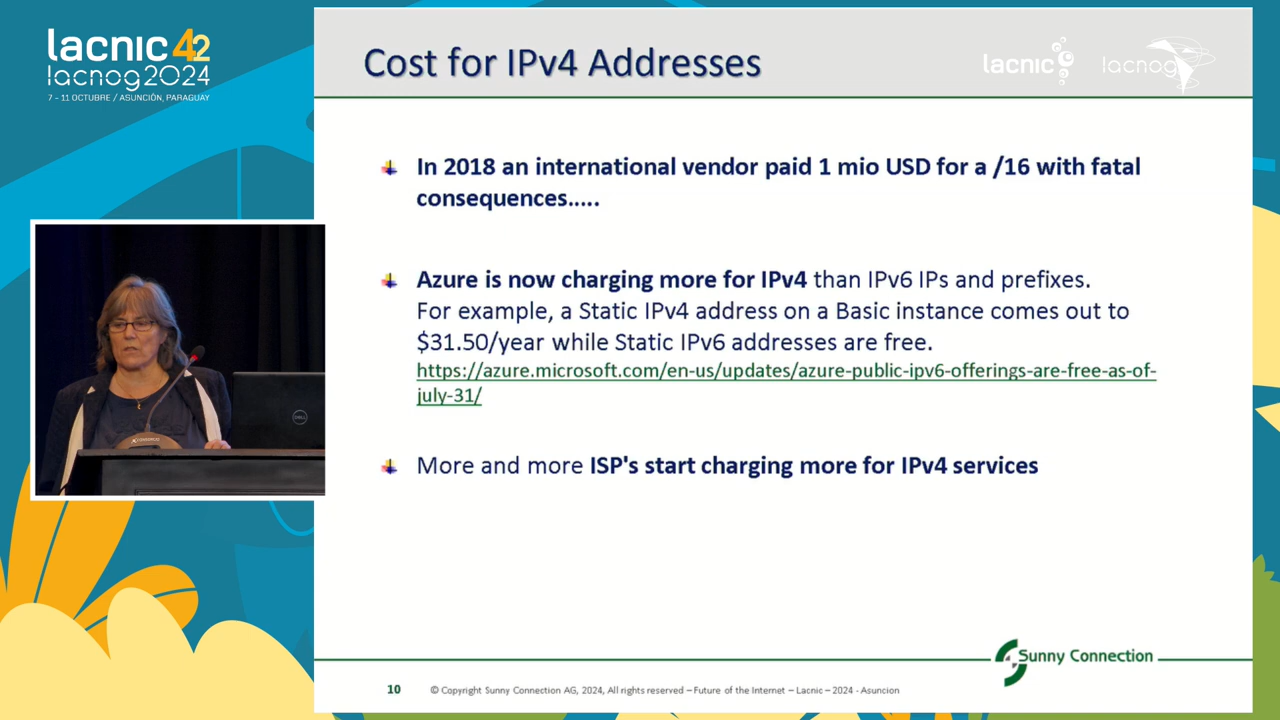 lacnic 42
lacnog2024
7 - 11 OCTUBRE / ASUNCIÓN, PARAGUAY
Cost for IPv4 Addresses
lacnic
lacnog
In 2018 an international vendor paid 1 mio USD for a /16 with fatal
consequences.....
Azure is now charging more for IPv4 than IPv6 IPs and prefixes.
For example, a Static IPv4 address on a Basic instance comes out to
$31.50/year while Static IPv6 addresses are free.
https://azure.microsoft.com/en-us/updates/azure-public-ipv6-offerings-are-free-as-of-
july-31/
More and more ISP's start charging more for IPv4 services
DELL
Sunny Connection
10
© Copyright Sunny Connection AG, 2024, All rights reserved – Future of the Internet – Lacnic – 2024 - Asuncion